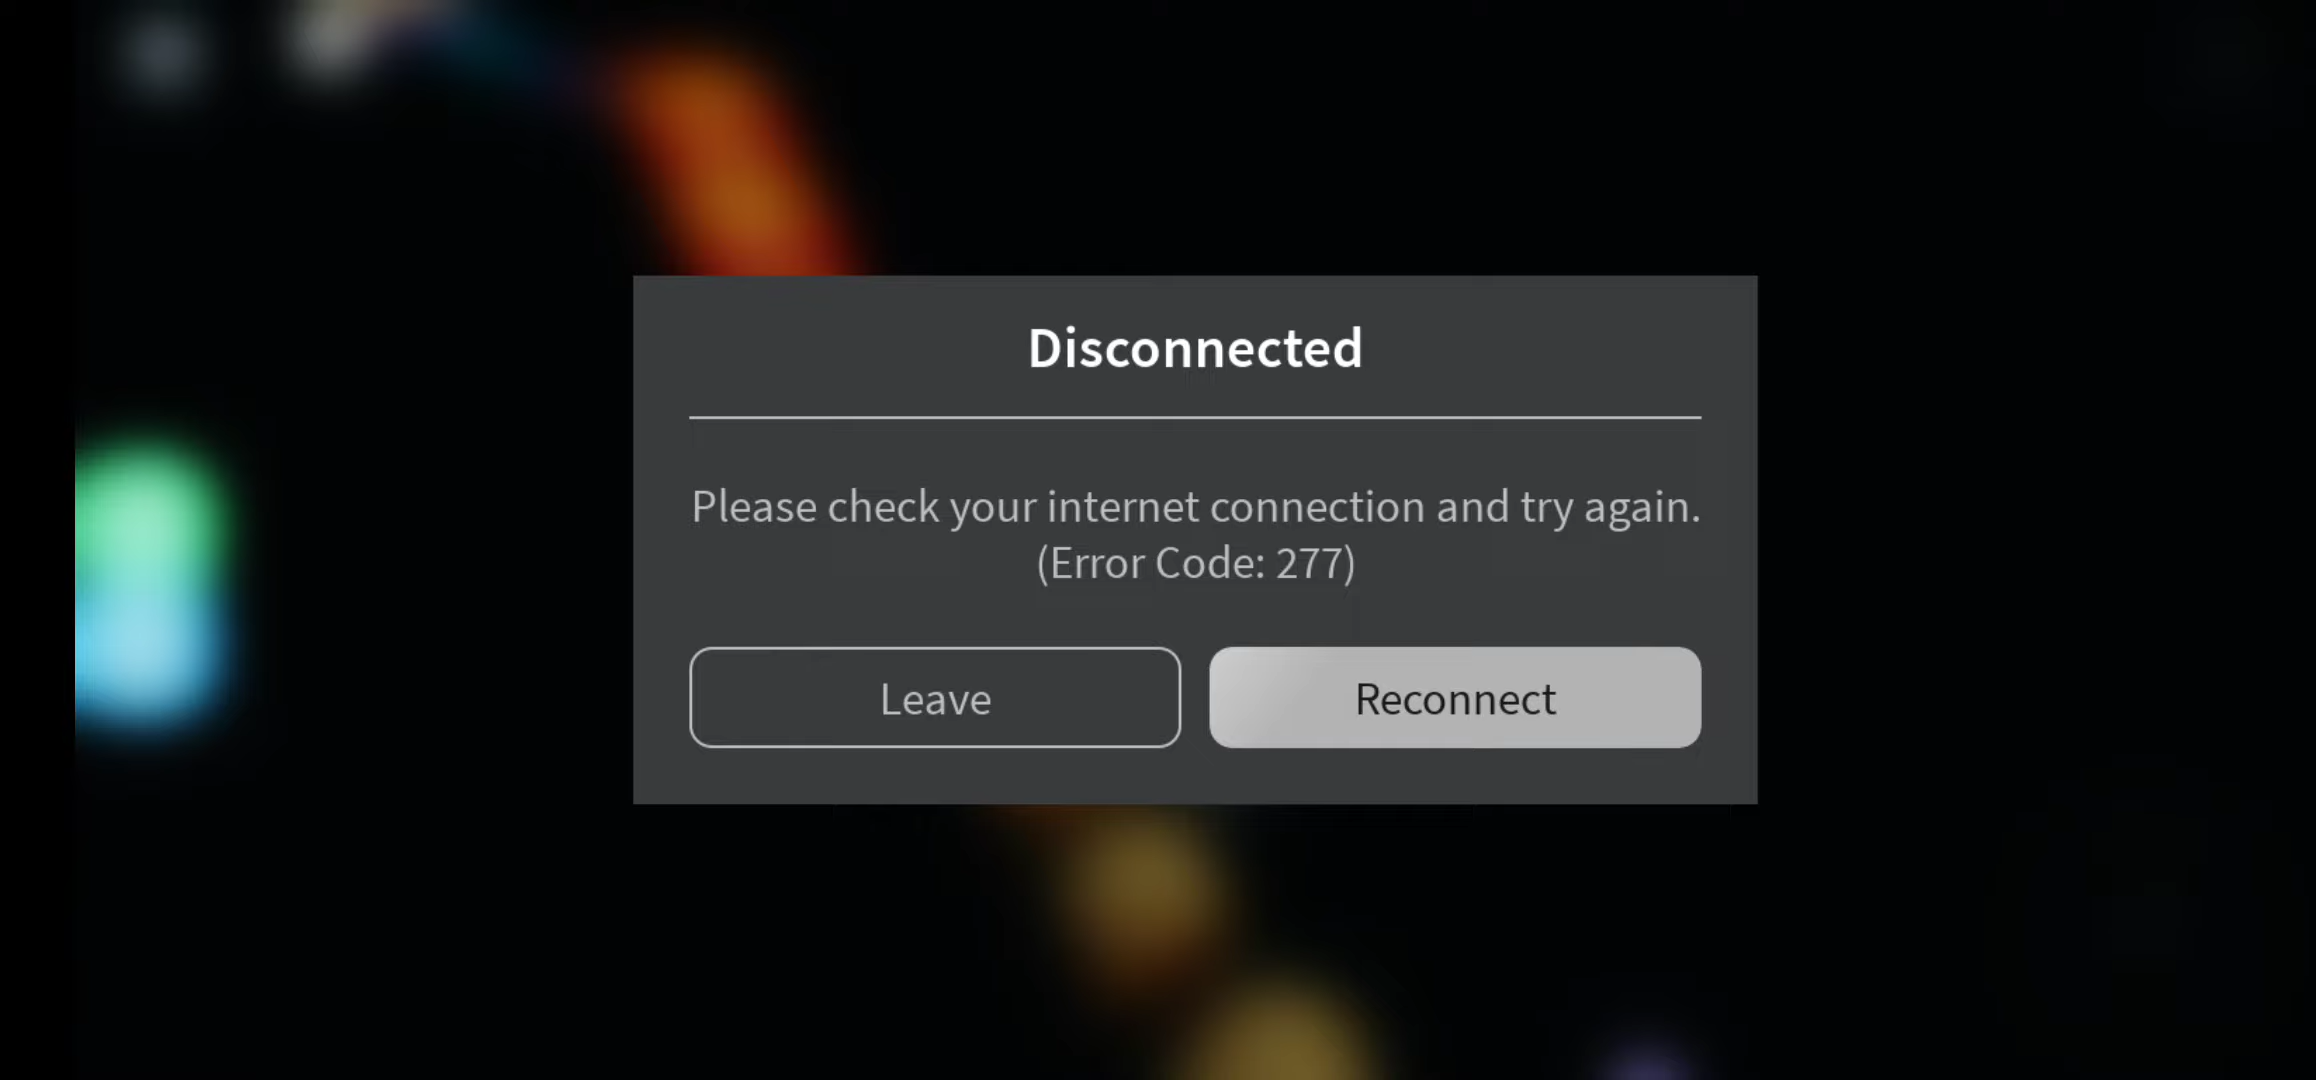 Disconnected
Please check your internet connection and try again.
(Error Code: 277)
Leave
Reconnect